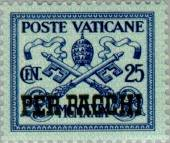 POSTE VATICANE
CEN. 25
PER PACCHI